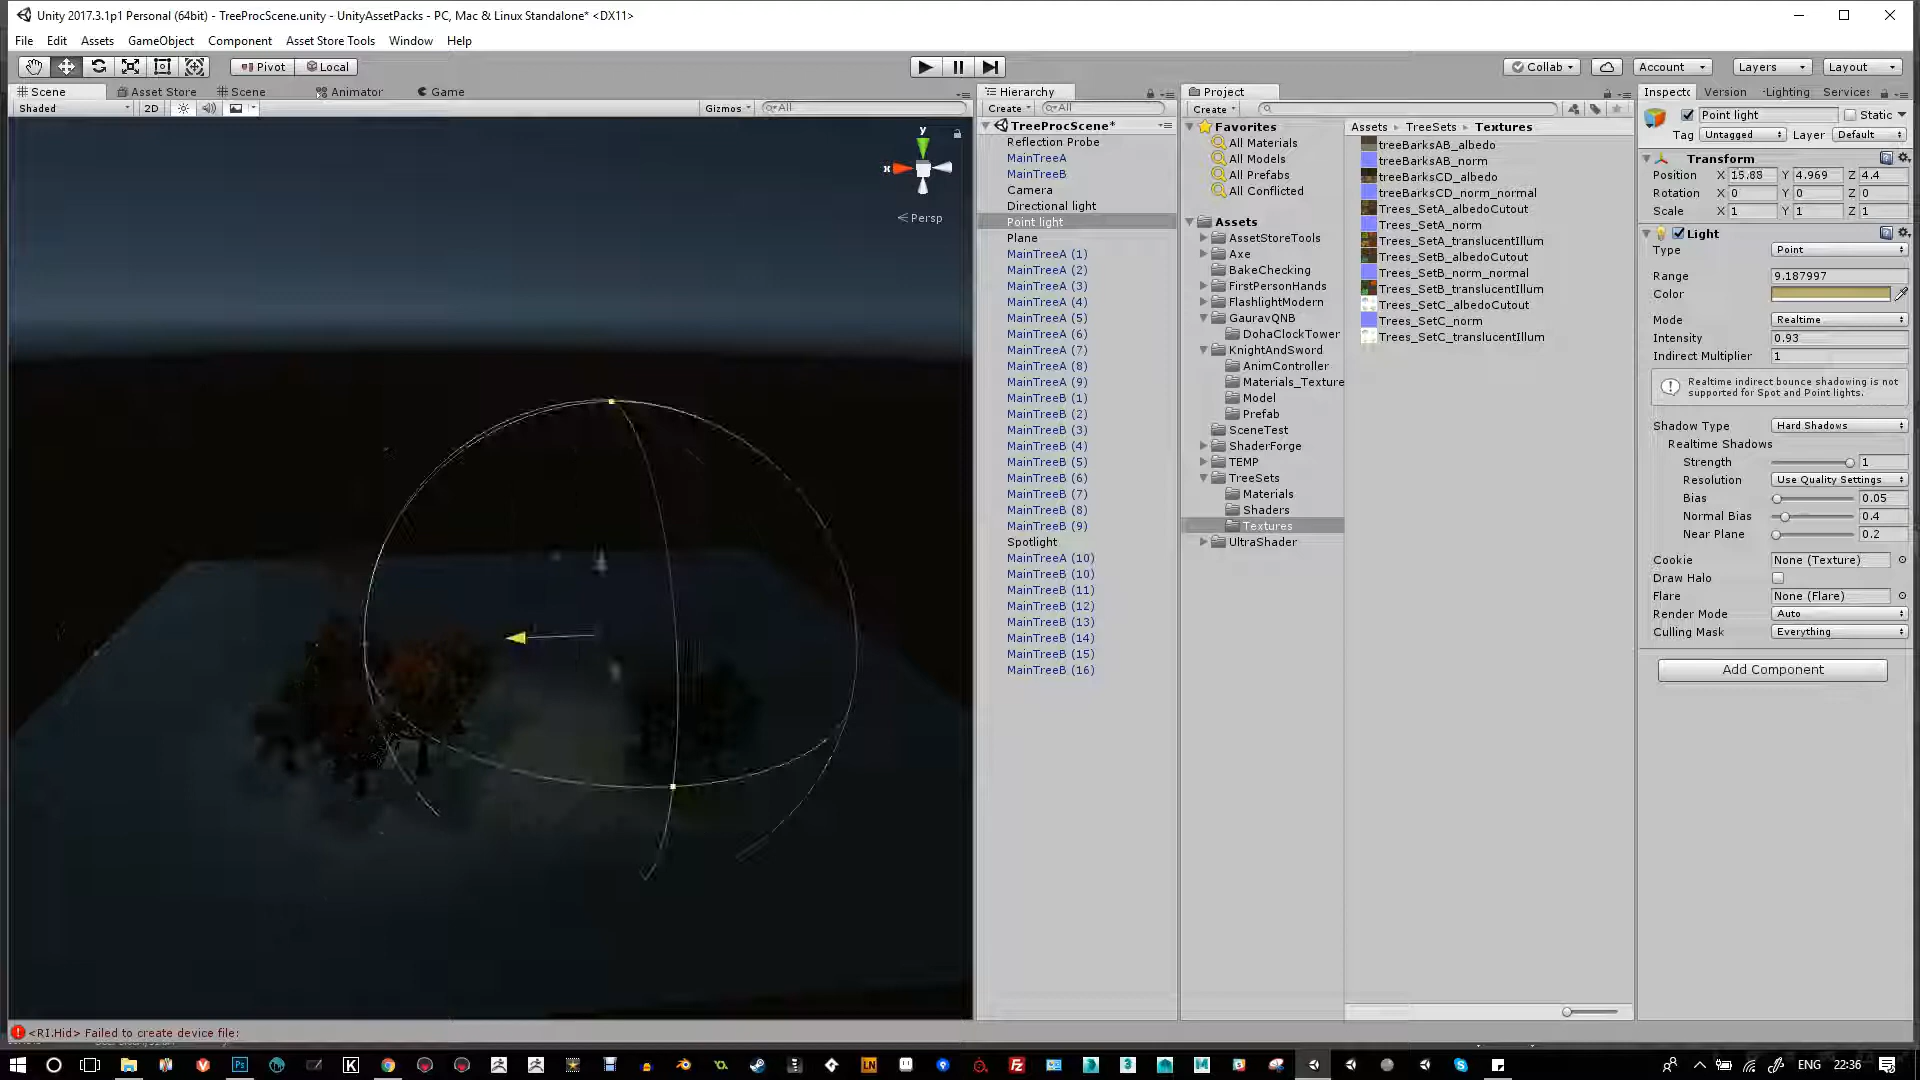 Unity 2017.3.1p1 Personal (64bit) - TreeProcScene.unity - UnityAssetPacks - PC, Mac & Linux Standalone* <DX11>
File Edit Assets GameObject Component Asset Store Tools Window Help
Pivot Local Collab Account Layers Layout
Scene Asset Store Scene Animator Game
Shaded 2D Gizmos All
y
x
Persp
Hierarchy
Create All
TreeProcScene*
Reflection Probe
MainTreeA
MainTreeB
Camera
Directional light
Point light
Plane
MainTreeA (1)
MainTreeA (2)
MainTreeA (3)
MainTreeA (4)
MainTreeA (5)
MainTreeA (6)
MainTreeA (7)
MainTreeA (8)
MainTreeA (9)
MainTreeB (1)
MainTreeB (2)
MainTreeB (3)
MainTreeB (4)
MainTreeB (5)
MainTreeB (6)
MainTreeB (7)
MainTreeB (8)
MainTreeB (9)
Spotlight
MainTreeA (10)
MainTreeB (10)
MainTreeB (11)
MainTreeB (12)
MainTreeB (13)
MainTreeB (14)
MainTreeB (15)
MainTreeB (16)
Project
Create
Favorites
All Materials
All Models
All Prefabs
All Conflicted
Assets
AssetStoreTools
Axe
BakeChecking
FirstPersonHands
FlashlightModern
GauravQNB
DohaClockTower
KnightAndSword
AnimController
Materials_Texture
Model
Prefab
SceneTest
ShaderForge
TEMP
TreeSets
Materials
Shaders
Textures
UltraShader
Assets TreeSets Textures
treeBarksAB_albedo
treeBarksAB_norm
treeBarksCD_albedo
treeBarksCD_norm_normal
Trees_SetA_albedoCutout
Trees_SetA_norm
Trees_SetA_translucentIllum
Trees_SetB_albedoCutout
Trees_SetB_norm_normal
Trees_SetB_translucentIllum
Trees_SetC_albedoCutout
Trees_SetC_norm
Trees_SetC_translucentIllum
Inspecto Version Lighting Services
Point light Static
Tag Untagged Layer Default
Transform
Position X 15.88 Y 4.969 Z 4.4
Rotation X 0 Y 0 Z 0
Scale X 1 Y 1 Z 1
Light
Type Point
Range 9.187997
Color
Mode Realtime
Intensity 0.93
Indirect Multiplier 1
Realtime indirect bounce shadowing is not
supported for Spot and Point lights.
Shadow Type Hard Shadows
Realtime Shadows
Strength 1
Resolution Use Quality Settings
Bias 0.05
Normal Bias 0.4
Near Plane 0.2
Cookie None (Texture)
Draw Halo
Flare None (Flare)
Render Mode Auto
Culling Mask Everything
Add Component
<RI.Hid> Failed to create device file:
ENG 22:36